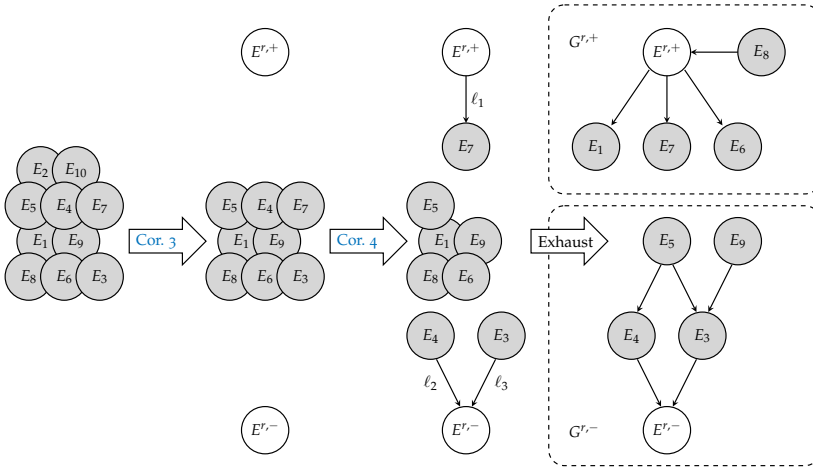 E^{r,+} E^{r,+} G^{r,+} E^{r,+} E_8
ℓ_1
E_7 E_1 E_7 E_6
E_2 E_10
E_5 E_4 E_7 E_5 E_4 E_7 E_5
E_1 E_9 Cor. 3 E_1 E_9 Cor. 4 E_1 E_9 Exhaust E_5 E_9
E_8 E_6 E_3 E_8 E_6 E_3 E_8 E_6
E_4 E_3 E_4 E_3
ℓ_2 ℓ_3
E^{r,-} E^{r,-} G^{r,-} E^{r,-}